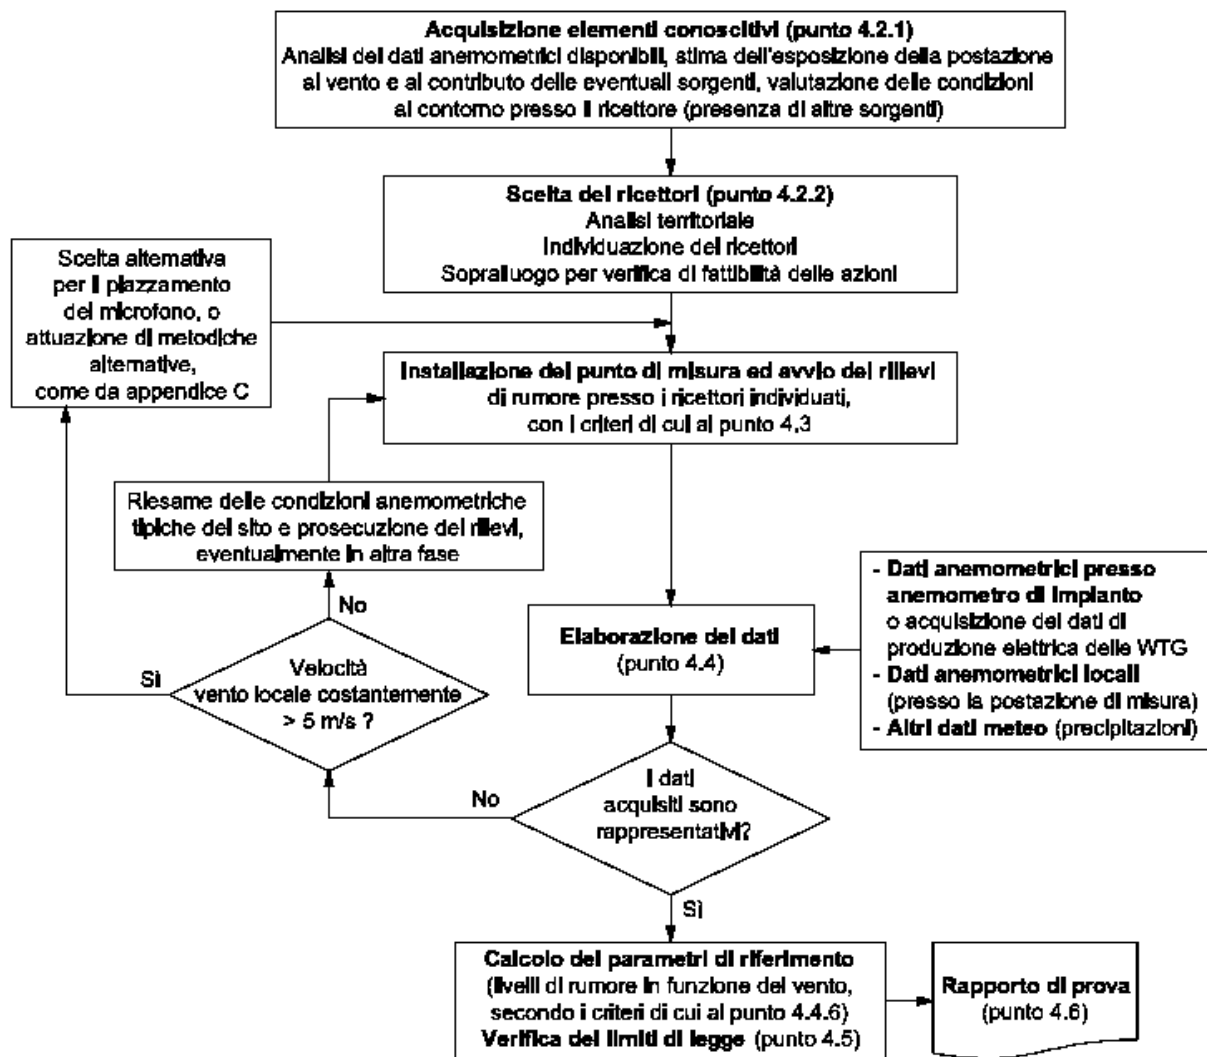 Acquisizione elementi conoscitivi (punto 4.2.1)
Analisi dei dati anemometrici disponibili, stima dell'esposizione della postazione
al vento e al contributo delle eventuali sorgenti, valutazione delle condizioni
al contorno presso il ricettore (presenza di altre sorgenti)
Scelta dei ricettori (punto 4.2.2)
Analisi territoriale
Individuazione dei ricettori
Sopralluogo per verifica di fattibilità delle azioni
Scelta alternativa
per il piazzamento
del microfono, o
attuazione di metodiche
alternative,
come da appendice C
Installazione del punto di misura ed avvio dei rilievi
di rumore presso i ricettori individuati,
con i criteri di cui al punto 4.3
Riesame delle condizioni anemometriche
tipiche del sito e prosecuzione dei rilievi,
eventualmente in altra fase
- Dati anemometrici presso
anemometro di impianto
o acquisizione dei dati di
produzione elettrica delle WTG
- Dati anemometrici locali
(presso la postazione di misura)
- Altri dati meteo (precipitazioni)
No
Elaborazione dei dati
(punto 4.4)
Sì
Velocità
vento locale costantemente
> 5 m/s ?
No
I dati
acquisiti sono
rappresentativi?
Sì
Calcolo dei parametri di riferimento
(livelli di rumore in funzione del vento,
secondo i criteri di cui al punto 4.4.6)
Verifica dei limiti di legge (punto 4.5)
Rapporto di prova
(punto 4.6)